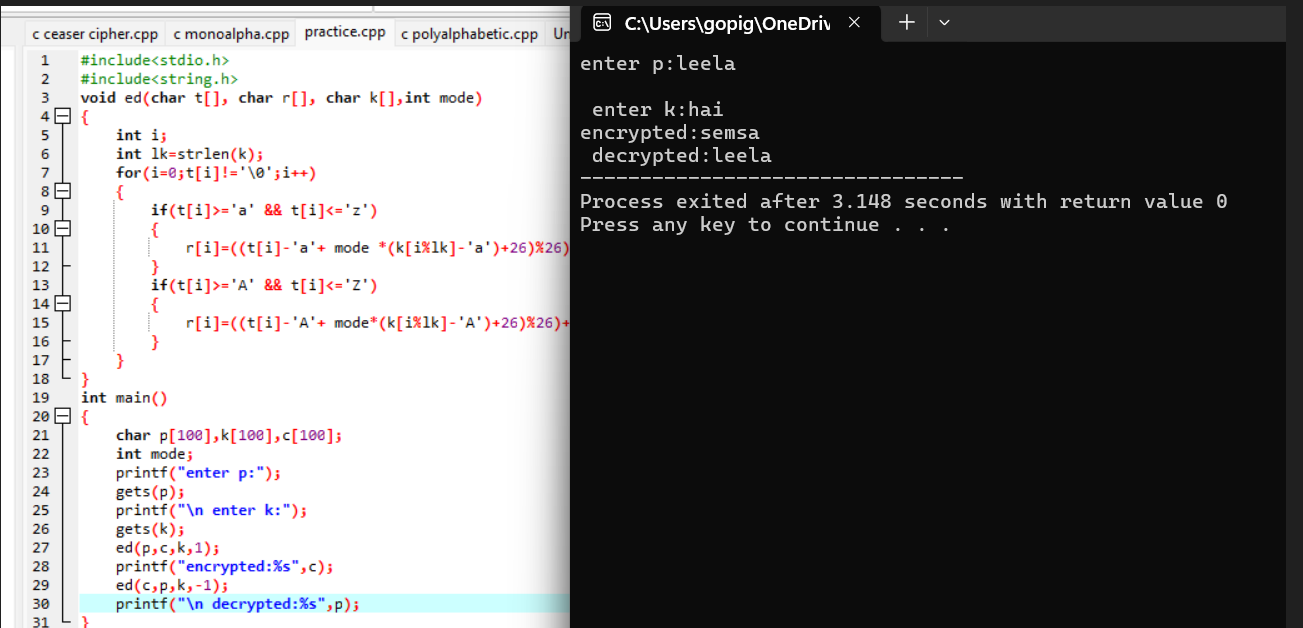 c ceaser cipher.cpp c monoalpha.cpp practice.cpp c polyalphabetic.cpp
1 #include<stdio.h>
2 #include<string.h>
3 void ed(char t[], char r[], char k[],int mode)
4 {
5 int i;
6 int lk=strlen(k);
7 for(i=0;t[i]!='\0';i++)
8 {
9 if(t[i]>='a' && t[i]<='z')
10 {
11 r[i]=((t[i]-'a'+ mode *(k[i%lk]-'a')+26)%26)
12 }
13 if(t[i]>='A' && t[i]<='Z')
14 {
15 r[i]=((t[i]-'A'+ mode*(k[i%lk]-'A')+26)%26)+
16 }
17 }
18 }
19 int main()
20 {
21 char p[100],k[100],c[100];
22 int mode;
23 printf("enter p:");
24 gets(p);
25 printf("\n enter k:");
26 gets(k);
27 ed(p,c,k,1);
28 printf("encrypted:%s",c);
29 ed(c,p,k,-1);
30 printf("\n decrypted:%s",p);
31 }
C:\Users\gopig\OneDriv
enter p:leela
enter k:hai
encrypted:semsa
decrypted:leela
--------------------------------
Process exited after 3.148 seconds with return value 0
Press any key to continue . . .